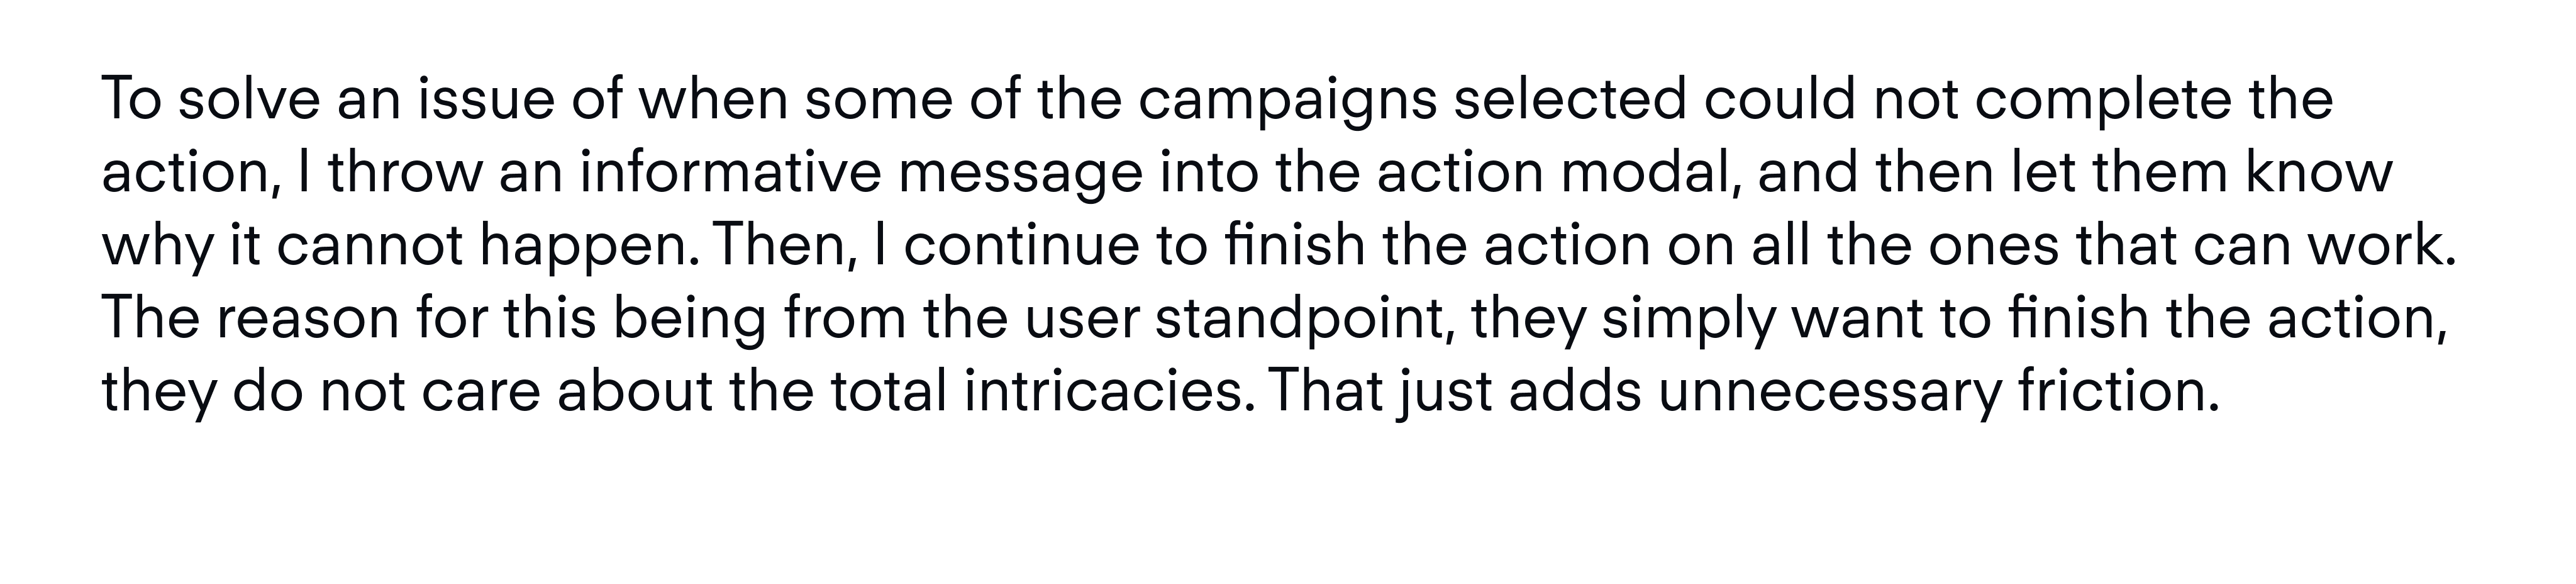 To solve an issue of when some of the campaigns selected could not complete the
action, I throw an informative message into the action modal, and then let them know
why it cannot happen. Then, I continue to finish the action on all the ones that can work.
The reason for this being from the user standpoint, they simply want to finish the action,
they do not care about the total intricacies. That just adds unnecessary friction.